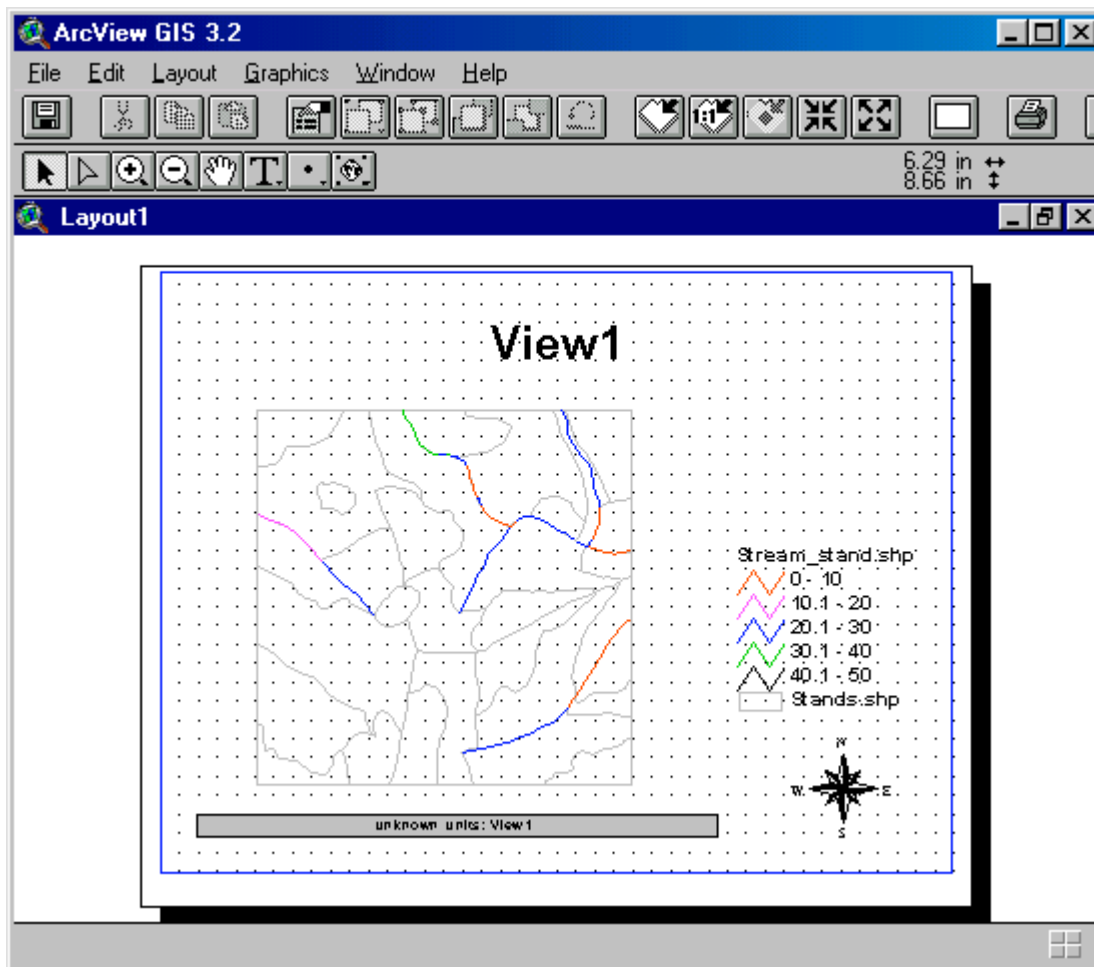 ArcView GIS 3.2
File Edit Layout Graphics Window Help
1:1
T
6.29 in
8.66 in
Layout1
View1
Stream_stand.shp
0 - 10
10.1 - 20
20.1 - 30
30.1 - 40
40.1 - 50
Stands.shp
N
W E
S
unknown units: View1